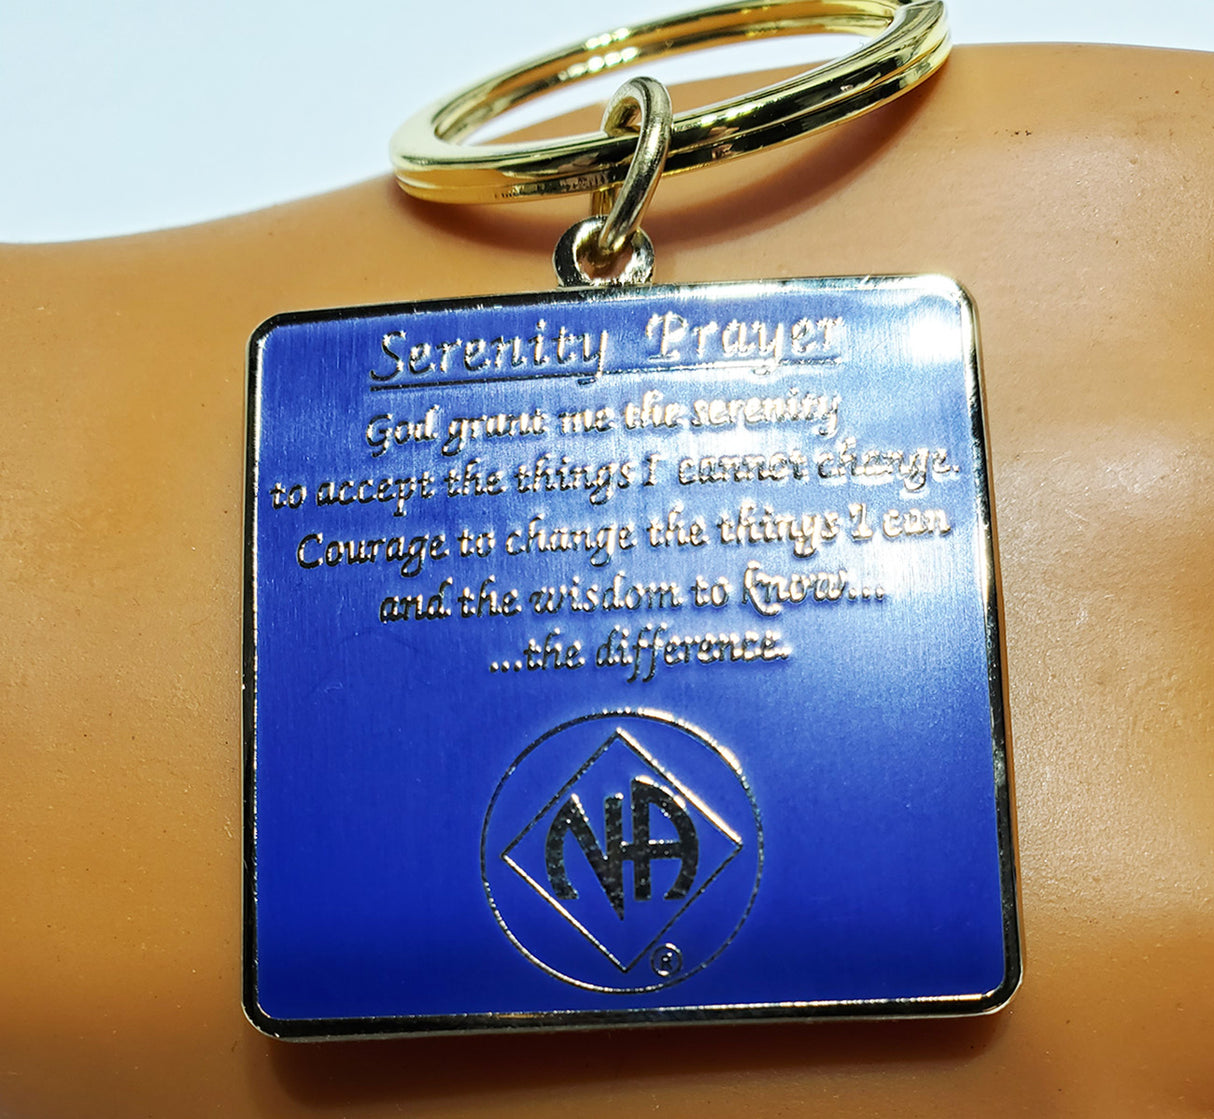 Serenity Prayer
God grant me the serenity
to accept the things I cannot change.
Courage to change the things I can
and the wisdom to know...
...the difference.
NA
®